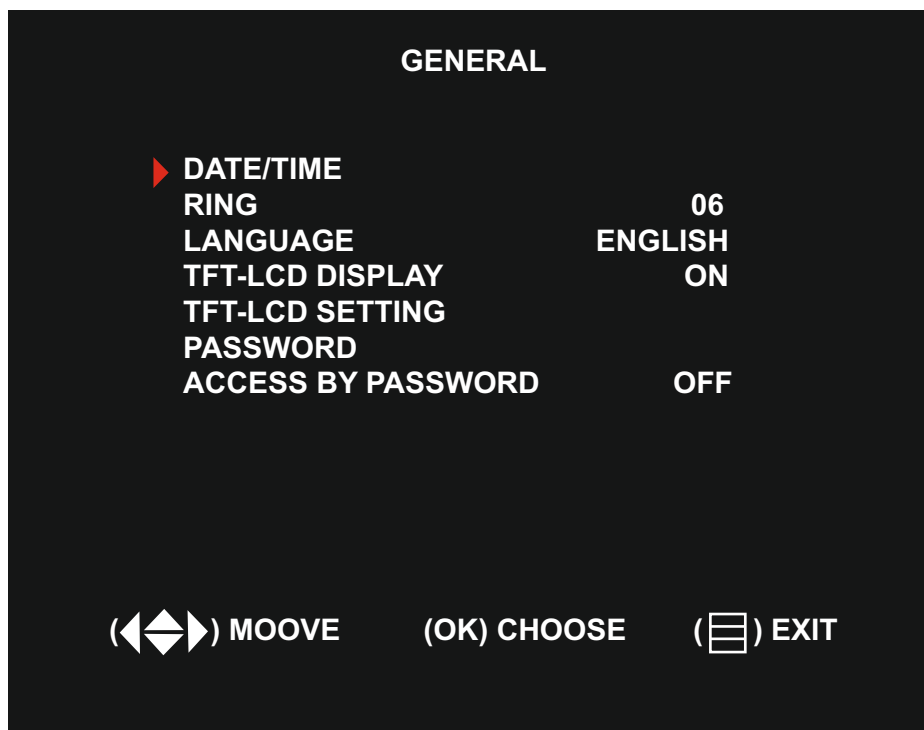 GENERAL
DATE/TIME
RING 06
LANGUAGE ENGLISH
TFT-LCD DISPLAY ON
TFT-LCD SETTING
PASSWORD
ACCESS BY PASSWORD OFF
() MOOVE (OK) CHOOSE () EXIT